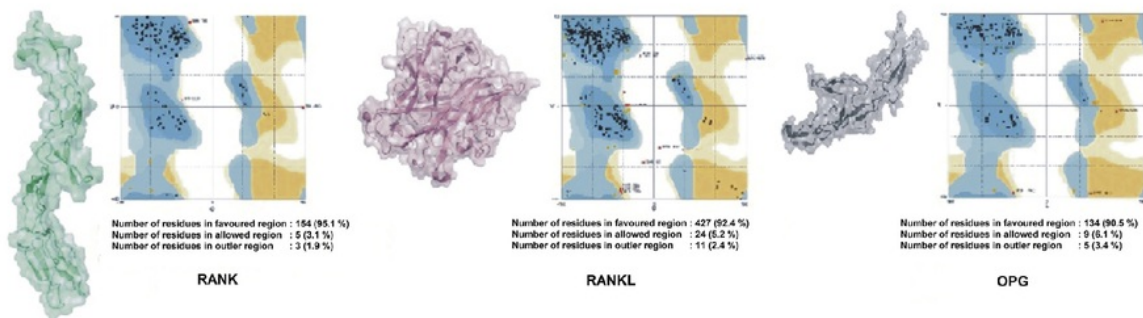 Number of residues in favoured region : 154 (95.1 %)
Number of residues in allowed region : 5 (3.1 %)
Number of residues in outler region : 3 (1.9 %)
RANK
Number of residues in favoured region : 427 (92.4 %)
Number of residues in allowed region : 24 (5.2 %)
Number of residues in outler region : 11 (2.4 %)
RANKL
Number of residues in favoured region : 134 (90.5 %)
Number of residues in allowed region : 9 (6.1 %)
Number of residues in outler region : 5 (3.4 %)
OPG